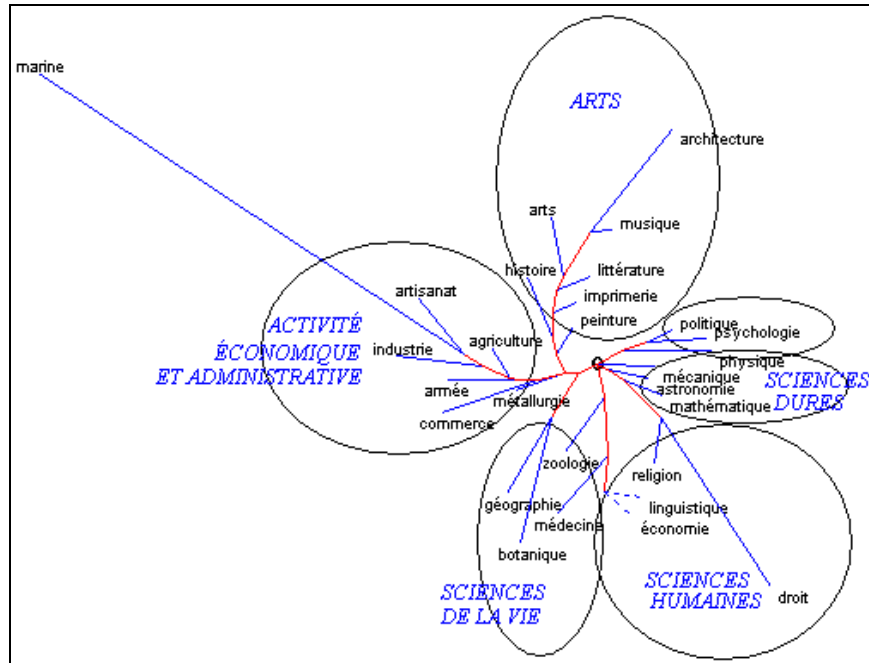 marine
ARTS
architecture
arts
musique
histoire
littérature
imprimerie
peinture
artisanat
ACTIVITÉ
ÉCONOMIQUE
ET ADMINISTRATIVE
industrie
agriculture
armée
métallurgie
commerce
politique
psychologie
physique
mécanique
astronomie
mathématique
SCIENCES
DURES
zoologie
religion
géographie
médecine
linguistique
économie
botanique
SCIENCES
DE LA VIE
SCIENCES
HUMAINES
droit